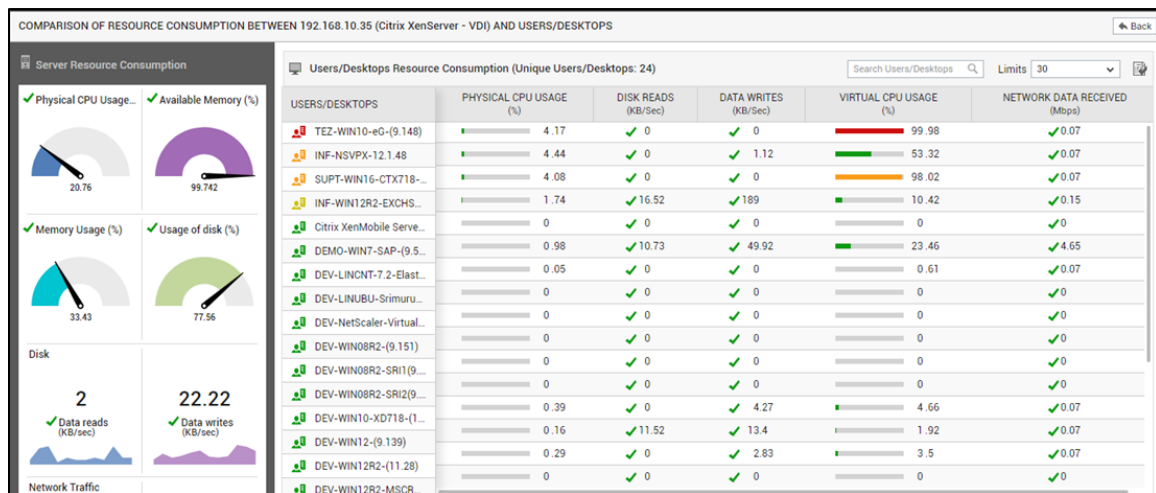 COMPARISON OF RESOURCE CONSUMPTION BETWEEN 192.168.10.35 (Citrix XenServer - VDI) AND USERS/DESKTOPS
Back
Server Resource Consumption
Physical CPU Usage...
Available Memory (%)
20.76
99.742
Memory Usage (%)
Usage of disk (%)
33.43
77.56
Disk
2
22.22
Data reads
(KB/sec)
Data writes
(KB/sec)
Network Traffic
Users/Desktops Resource Consumption (Unique Users/Desktops: 24)
Search Users/Desktops
Limits 30
USERS/DESKTOPS
PHYSICAL CPU USAGE
(%)
DISK READS
(KB/Sec)
DATA WRITES
(KB/Sec)
VIRTUAL CPU USAGE
(%)
NETWORK DATA RECEIVED
(Mbps)
TEZ-WIN10-eG-(9.148) 4.17 0 0 99.98 0.07
INF-NSVPX-12.1.48 4.44 0 1.12 53.32 0.07
SUPT-WIN16-CTX718-... 4.08 0 0 98.02 0.07
INF-WIN12R2-EXCHS... 1.74 16.52 189 10.42 0.15
Citrix XenMobile Serve... 0 0 0 0 0
DEMO-WIN7-SAP-(9.5... 0.98 10.73 49.92 23.46 4.65
DEV-LINCNT-7.2-Elast... 0.05 0 0 0.61 0.07
DEV-LINUBU-Srimuru... 0 0 0 0 0
DEV-NetScaler-Virtual... 0 0 0 0 0
DEV-WIN08R2-(9.151) 0 0 0 0 0
DEV-WIN08R2-SRI1(9.... 0 0 0 0 0
DEV-WIN08R2-SRI2(9.... 0 0 0 0 0
DEV-WIN10-XD718-(1... 0.39 0 4.27 4.66 0.07
DEV-WIN12-(9.139) 0.16 11.52 13.4 1.92 0.07
DEV-WIN12R2-(11.28) 0.29 0 2.83 3.5 0.07
DEV-WIN12R2-MSCR... 0 0 0 0 0